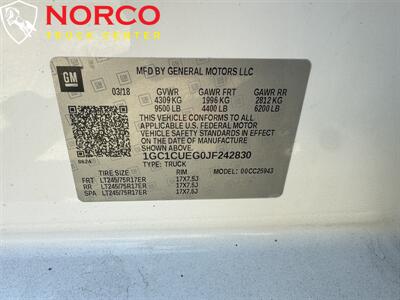 NORCO
TRUCK CENTER
GM
MFD BY GENERAL MOTORS LLC
03/18 GVWR GAWR FRT GAWR RR
4309 KG 1996 KG 2812 KG
9500 LB 4400 LB 6200 LB
THIS VEHICLE CONFORMS TO ALL
APPLICABLE U.S. FEDERAL MOTOR
VEHICLE SAFETY STANDARDS IN
EFFECT ON THE DATE OF
MANUFACTURE SHOWN ABOVE.
1GC1CUEG0JF242830
TYPE: TRUCK MODEL: 00CC25943
TIRE SIZE RIM
FRT LT245/75R17ER 17X7.5J
RR LT245/75R17ER 17X7.5J
SPA LT245/75R17ER 17X7.5J